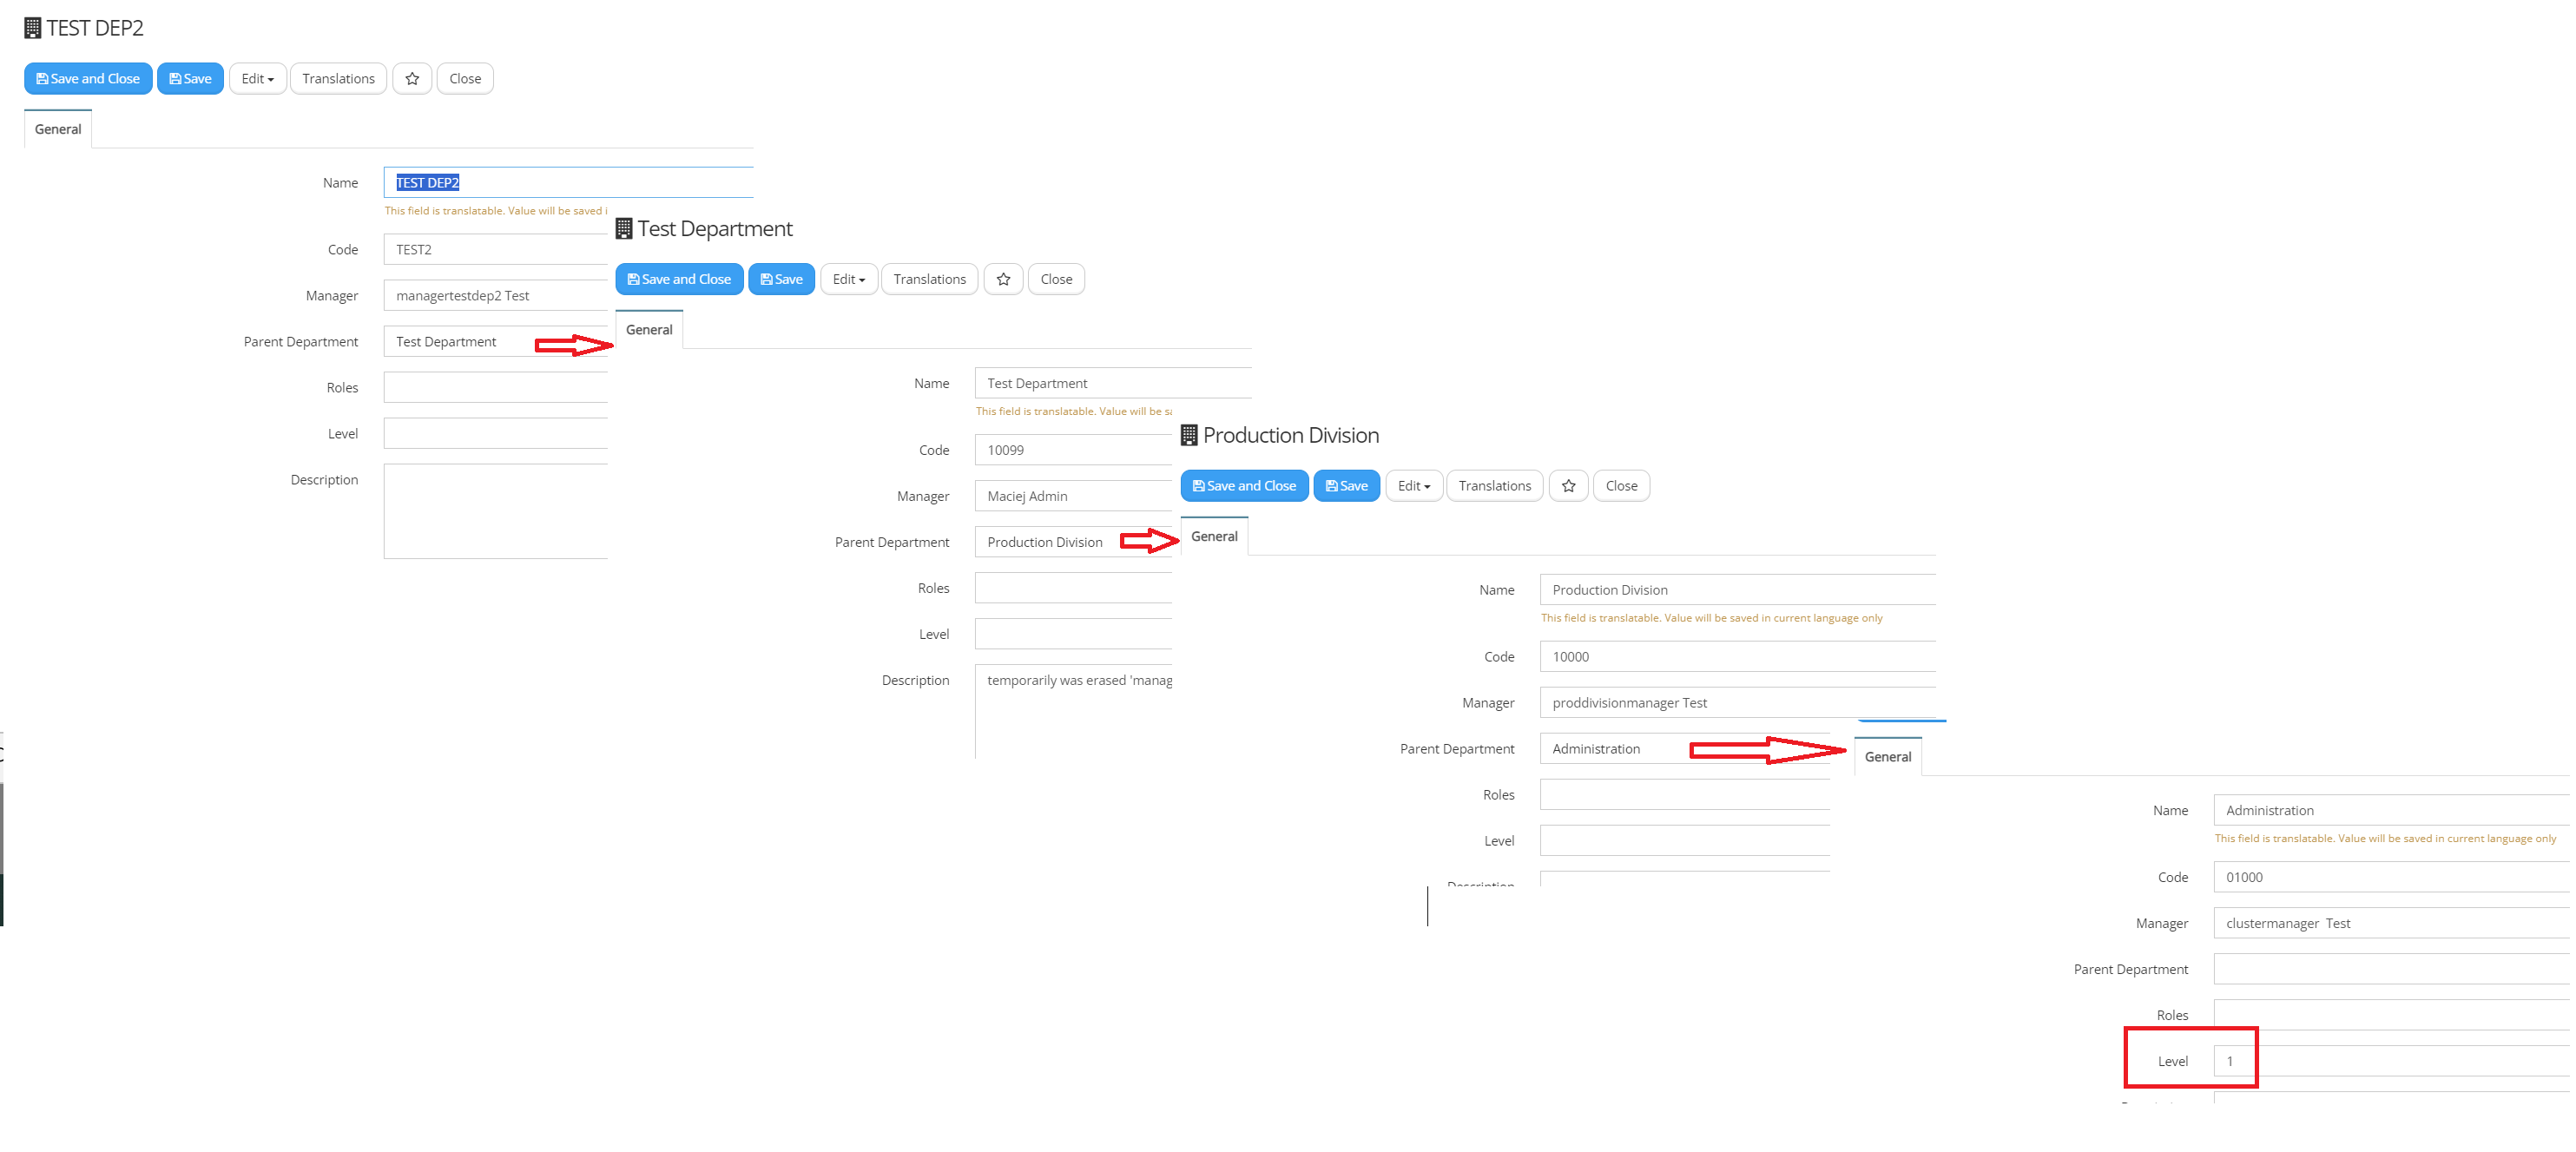 TEST DEP2
Save and Close Save Edit Translations Close
General
Name TEST DEP2
This field is translatable. Value will be saved i
Code TEST2
Manager managertestdep2 Test
Parent Department Test Department
Roles
Level
Description
Test Department
Save and Close Save Edit Translations Close
General
Name Test Department
This field is translatable. Value will be sa
Code 10099
Manager Maciej Admin
Parent Department Production Division
Roles
Level
Description temporarily was erased 'manag
Production Division
Save and Close Save Edit Translations Close
General
Name Production Division
This field is translatable. Value will be saved in current language only
Code 10000
Manager proddivisionmanager Test
Parent Department Administration
Roles
Level
Description
General
Name Administration
This field is translatable. Value will be saved in current language only
Code 01000
Manager clustermanager Test
Parent Department
Roles
Level 1